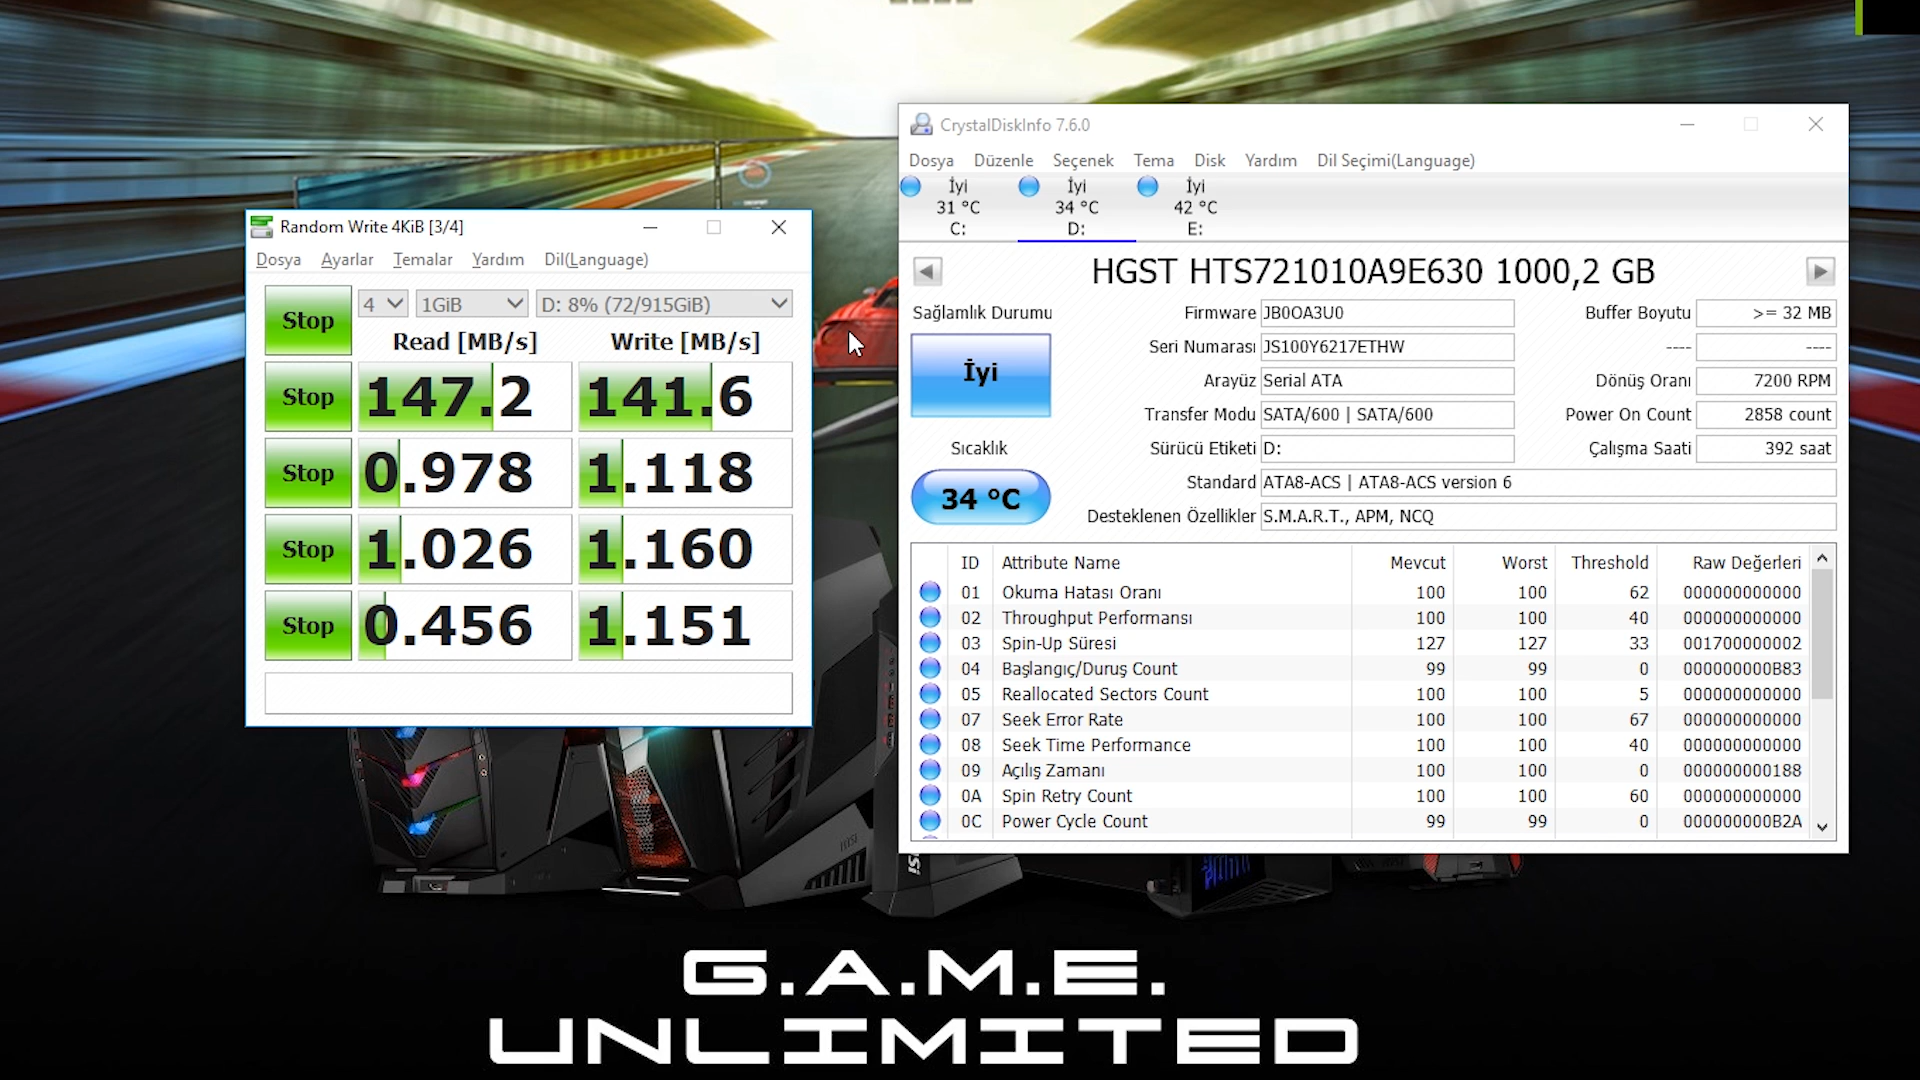 Random Write 4KiB [3/4]
Dosya Ayarlar Temalar Yardım Dil(Language)
Stop 4 1GiB D: 8% (72/915GiB)
Read [MB/s] Write [MB/s]
Stop 147.2 141.6
Stop 0.978 1.118
Stop 1.026 1.160
Stop 0.456 1.151
CrystalDiskInfo 7.6.0
Dosya Düzenle Seçenek Tema Disk Yardım Dil Seçimi(Language)
İyi İyi İyi
31 °C 34 °C 42 °C
C: D: E:
HGST HTS721010A9E630 1000,2 GB
Sağlamlık Durumu
İyi
Sıcaklık
34 °C
Firmware JB0OA3U0 Buffer Boyutu >= 32 MB
Seri Numarası JS100Y6217ETHW ---- ----
Arayüz Serial ATA Dönüş Oranı 7200 RPM
Transfer Modu SATA/600 | SATA/600 Power On Count 2858 count
Sürücü Etiketi D: Çalışma Saati 392 saat
Standard ATA8-ACS | ATA8-ACS version 6
Desteklenen Özellikler S.M.A.R.T., APM, NCQ
ID Attribute Name Mevcut Worst Threshold Raw Değerleri
01 Okuma Hatası Oranı 100 100 62 000000000000
02 Throughput Performansı 100 100 40 000000000000
03 Spin-Up Süresi 127 127 33 001700000002
04 Başlangıç/Duruş Count 99 99 0 000000000B83
05 Reallocated Sectors Count 100 100 5 000000000000
07 Seek Error Rate 100 100 67 000000000000
08 Seek Time Performance 100 100 40 000000000000
09 Açılış Zamanı 100 100 0 000000000188
0A Spin Retry Count 100 100 60 000000000000
0C Power Cycle Count 99 99 0 000000000B2A
G.A.M.E.
UNLIMITED